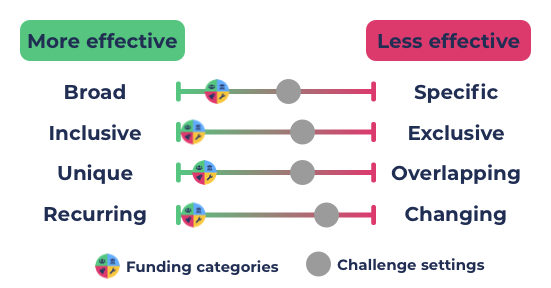 More effective
Less effective
Broad
Specific
Inclusive
Exclusive
Unique
Overlapping
Recurring
Changing
Funding categories
Challenge settings